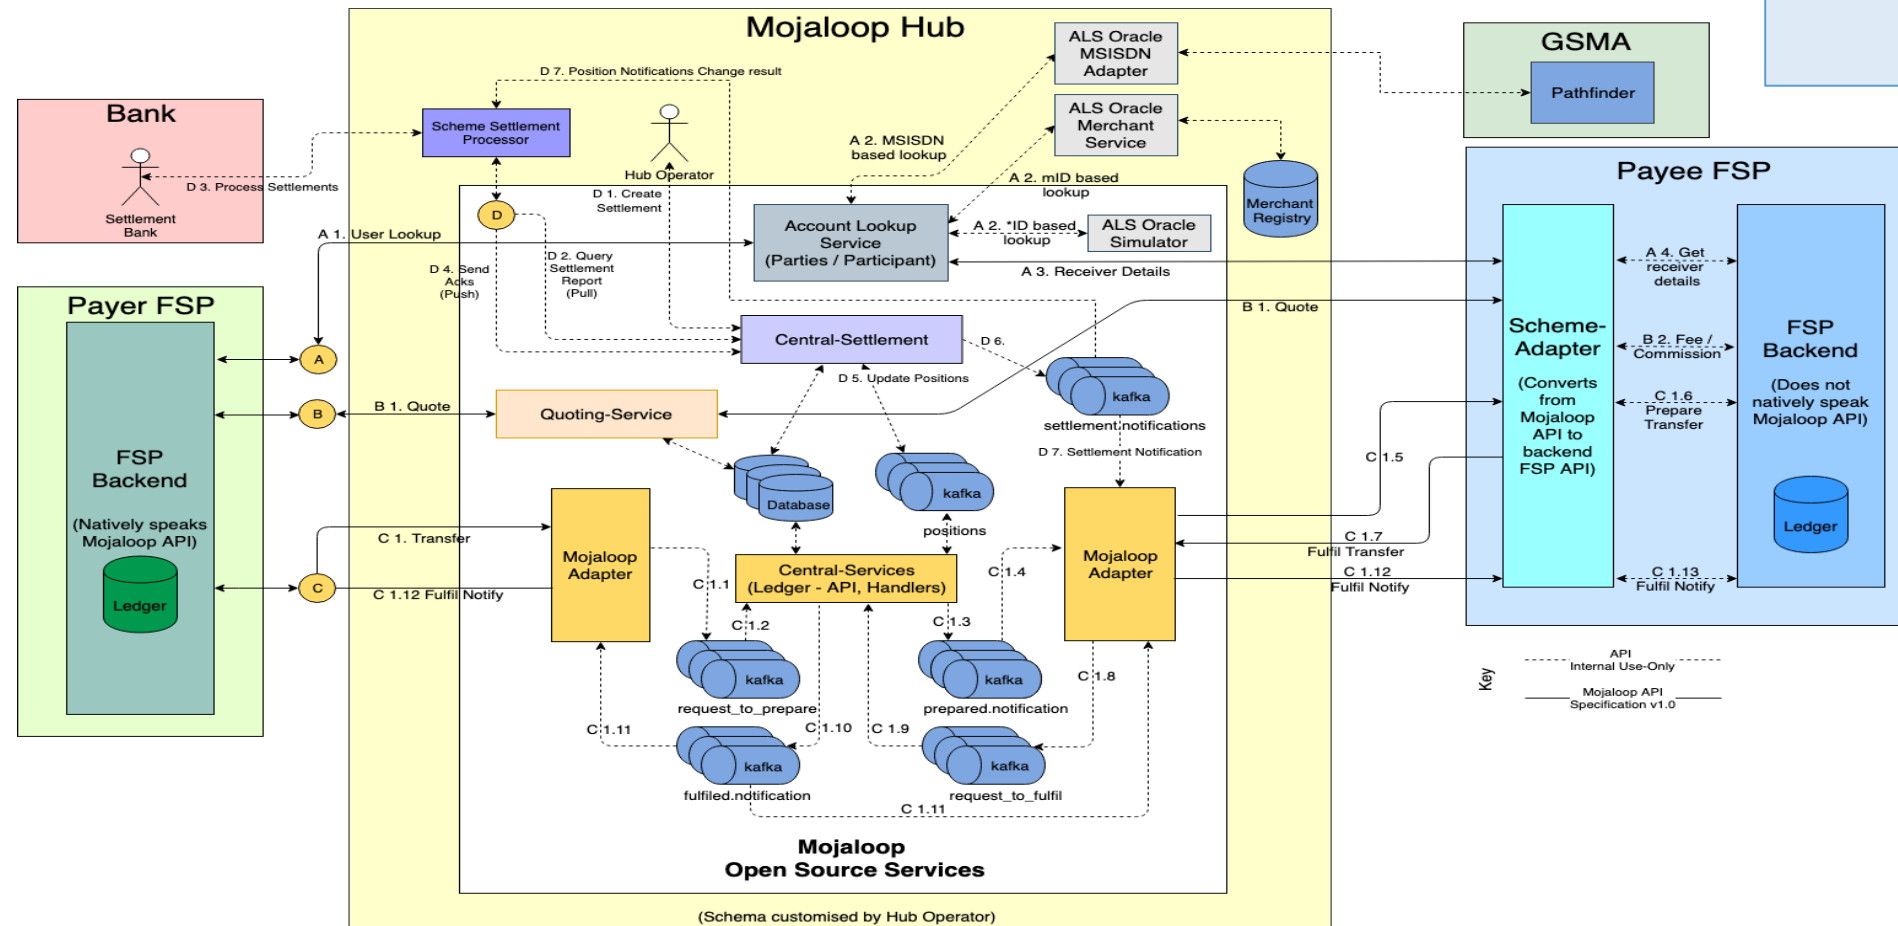 Mojaloop Hub
Bank
Settlement
Bank
D 3. Process Settlements
Scheme Settlement
Processor
D 7. Position Notifications Change result
Hub Operator
D 1. Create
Settlement
ALS Oracle
MSISDN
Adapter
ALS Oracle
Merchant
Service
A 2. MSISDN
based lookup
A 2. mID based
lookup
Merchant
Registry
GSMA
Pathfinder
D
A 1. User Lookup
Account Lookup
Service
(Parties / Participant)
A 2. *ID based
lookup
ALS Oracle
Simulator
A 3. Receiver Details
D 4. Send
Acks
(Push)
D 2. Query
Settlement
Report
(Pull)
Payer FSP
FSP
Backend
(Natively speaks
Mojaloop API)
Ledger
A
B
C
B 1. Quote
Quoting-Service
Central-Settlement
D 6.
D 5. Update Positions
kafka
settlement.notifications
D 7. Settlement Notification
B 1. Quote
Database
kafka
positions
C 1. Transfer
C 1.12 Fulfil Notify
Mojaloop
Adapter
C 1.1
Central-Services
(Ledger - API, Handlers)
C 1.2
C 1.3
C 1.4
Mojaloop
Adapter
kafka
request_to_prepare
kafka
prepared.notification
C 1.8
C 1.11
C 1.10
C 1.9
kafka
fulfiled.notification
kafka
request_to_fulfil
C 1.11
Mojaloop
Open Source Services
(Schema customised by Hub Operator)
C 1.5
C 1.7
Fulfil Transfer
C 1.12
Fulfil Notify
Payee FSP
Scheme-
Adapter
(Converts
from
Mojaloop
API to
backend
FSP API)
A 4. Get
receiver
details
B 2. Fee /
Commission
C 1.6
Prepare
Transfer
C 1.13
Fulfil Notify
FSP
Backend
(Does not
natively speak
Mojaloop API)
Ledger
Key
API
Internal Use-Only
Mojaloop API
Specification v1.0